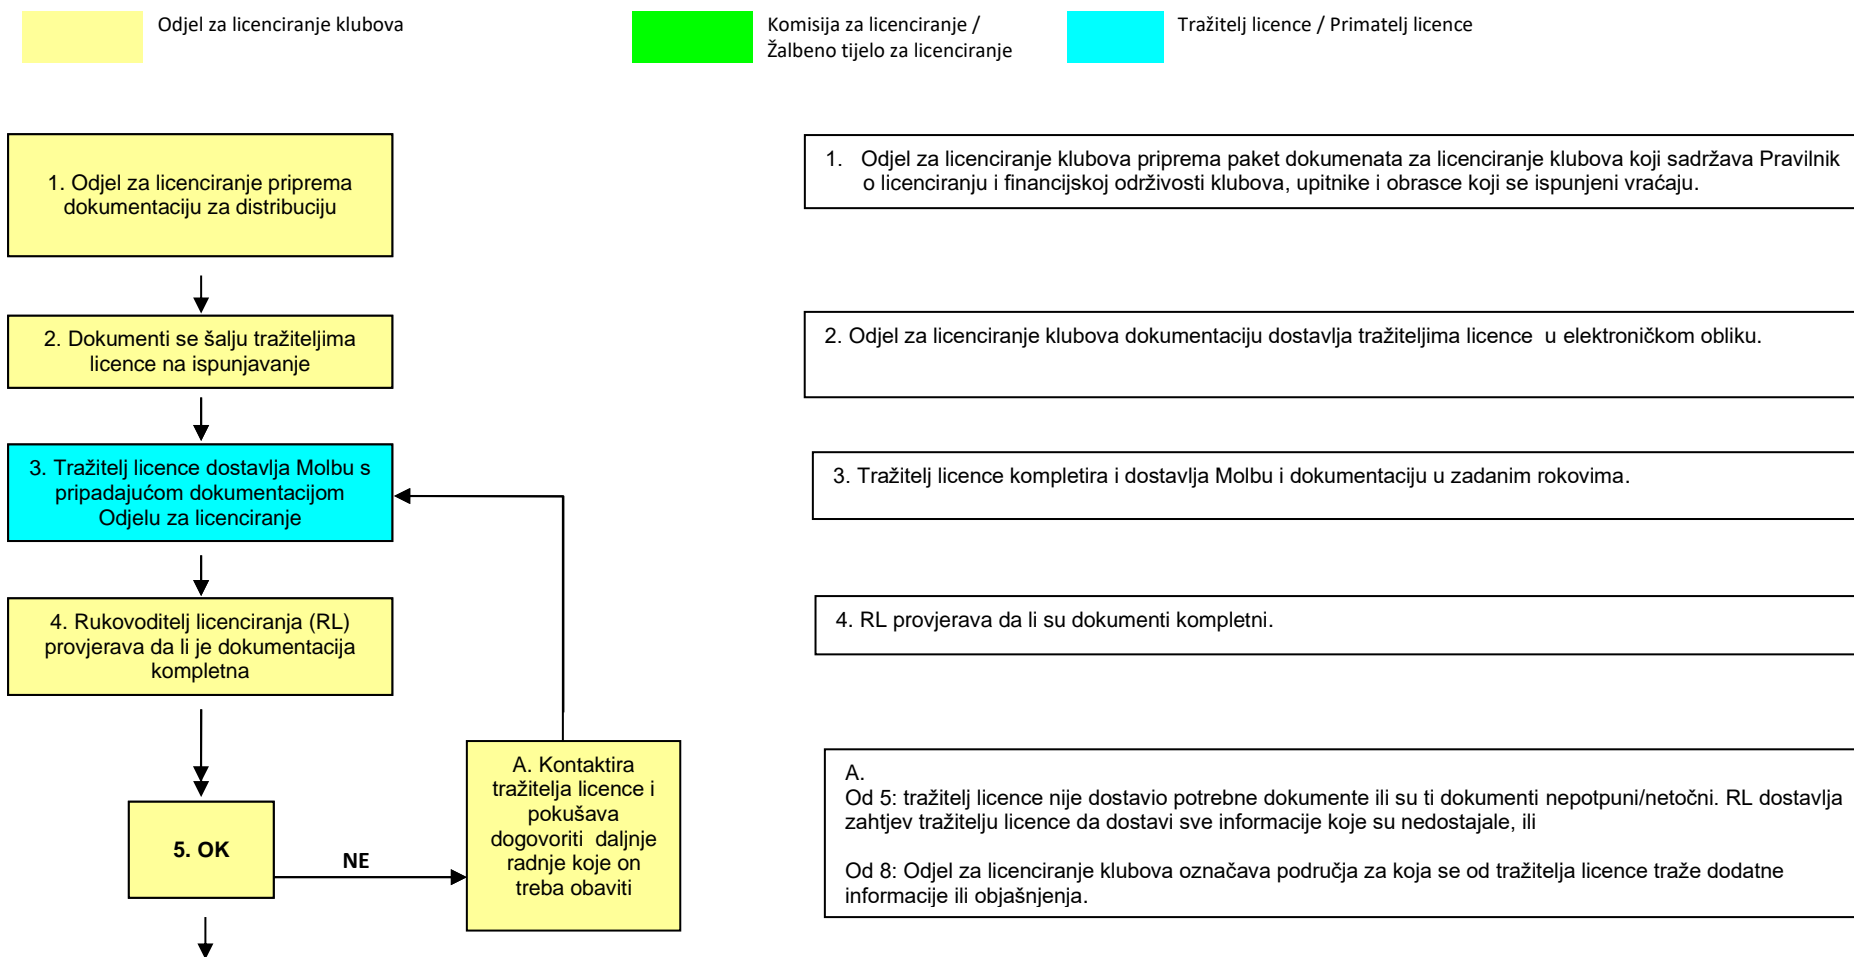 Odjel za licenciranje klubova
Komisija za licenciranje /
Žalbeno tijelo za licenciranje
Tražitelj licence / Primatelj licence
1. Odjel za licenciranje priprema
dokumentaciju za distribuciju
1. Odjel za licenciranje klubova priprema paket dokumenata za licenciranje klubova koji sadržava Pravilnik
o licenciranju i financijskoj održivosti klubova, upitnike i obrasce koji se ispunjeni vraćaju.
2. Dokumenti se šalju tražiteljima
licence na ispunjavanje
2. Odjel za licenciranje klubova dokumentaciju dostavlja tražiteljima licence u elektroničkom obliku.
3. Tražitelj licence dostavlja Molbu s
pripadajućom dokumentacijom
Odjelu za licenciranje
3. Tražitelj licence kompletira i dostavlja Molbu i dokumentaciju u zadanim rokovima.
4. Rukovoditelj licenciranja (RL)
provjerava da li je dokumentacija
kompletna
4. RL provjerava da li su dokumenti kompletni.
5. OK
NE
A. Kontaktira
tražitelja licence i
pokušava
dogovoriti daljnje
radnje koje on
treba obaviti
A.
Od 5: tražitelj licence nije dostavio potrebne dokumente ili su ti dokumenti nepotpuni/netočni. RL dostavlja
zahtjev tražitelju licence da dostavi sve informacije koje su nedostajale, ili
Od 8: Odjel za licenciranje klubova označava područja za koja se od tražitelja licence traže dodatne
informacije ili objašnjenja.